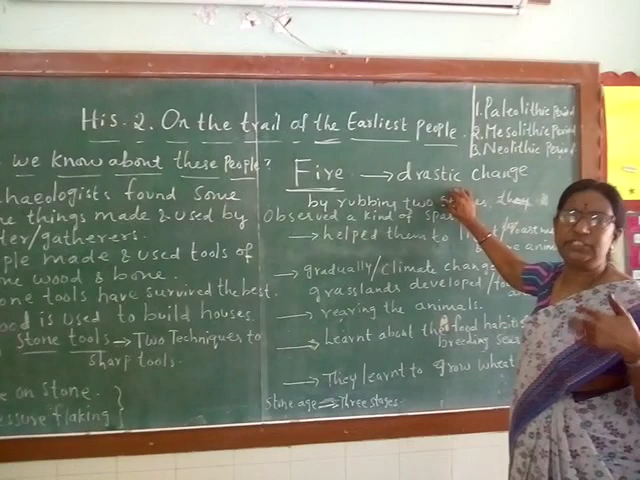 His. 2. On the trail of the Earliest people.
1. Paleolithic period
2. Mesolithic period
3. Neolithic period
we know about these people?
chaeologists found some
things made & used by
/gatherers.
ple made & used tools of
ne wood & bone.
one tools have survived the best.
ood is used to build houses
Stone tools → Two Techniques to
sharp tools.
e on stone.
essure flaking
Fire → drastic change
by rubbing two
Observed a kind of
→ helped them to
→ gradually/climate change
grasslands developed
→ rearing the animals.
→ Learnt about the food habits
breeding
→ They learnt to grow wheat
Stone age → Three stages.